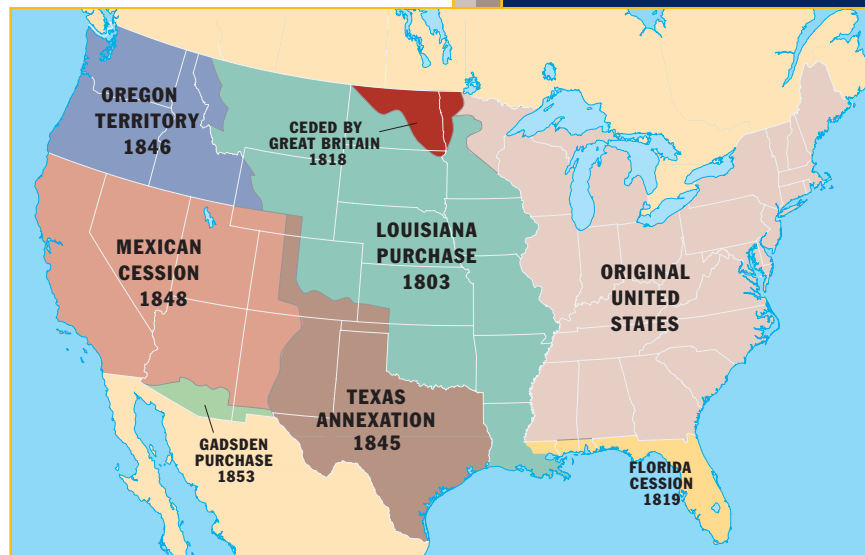 OREGON
TERRITORY
1846
CEDED BY
GREAT BRITAIN
1818
MEXICAN
CESSION
1848
LOUISIANA
PURCHASE
1803
ORIGINAL
UNITED
STATES
TEXAS
ANNEXATION
1845
GADSDEN
PURCHASE
1853
FLORIDA
CESSION
1819